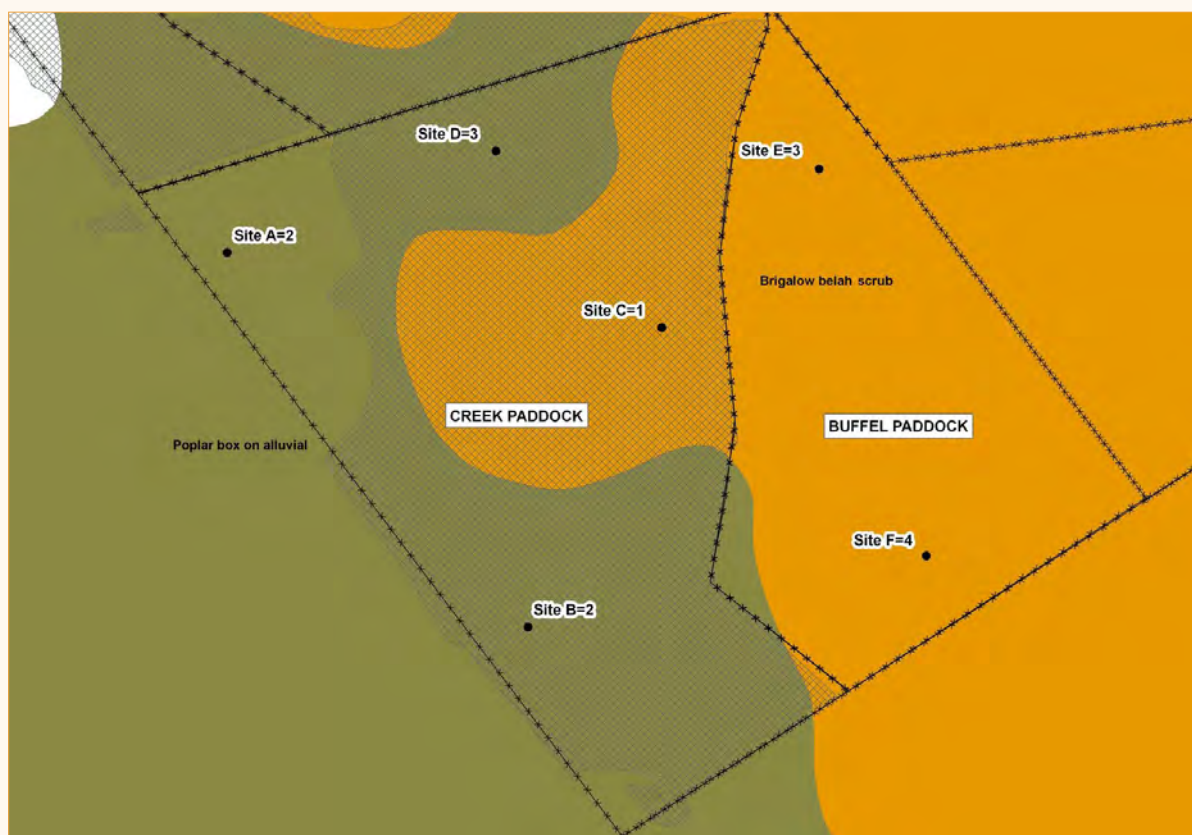 Site D=3
Site E=3
Site A=2
Brigalow belah scrub
Site C=1
CREEK PADDOCK
BUFFEL PADDOCK
Poplar box on alluvial
Site F=4
Site B=2